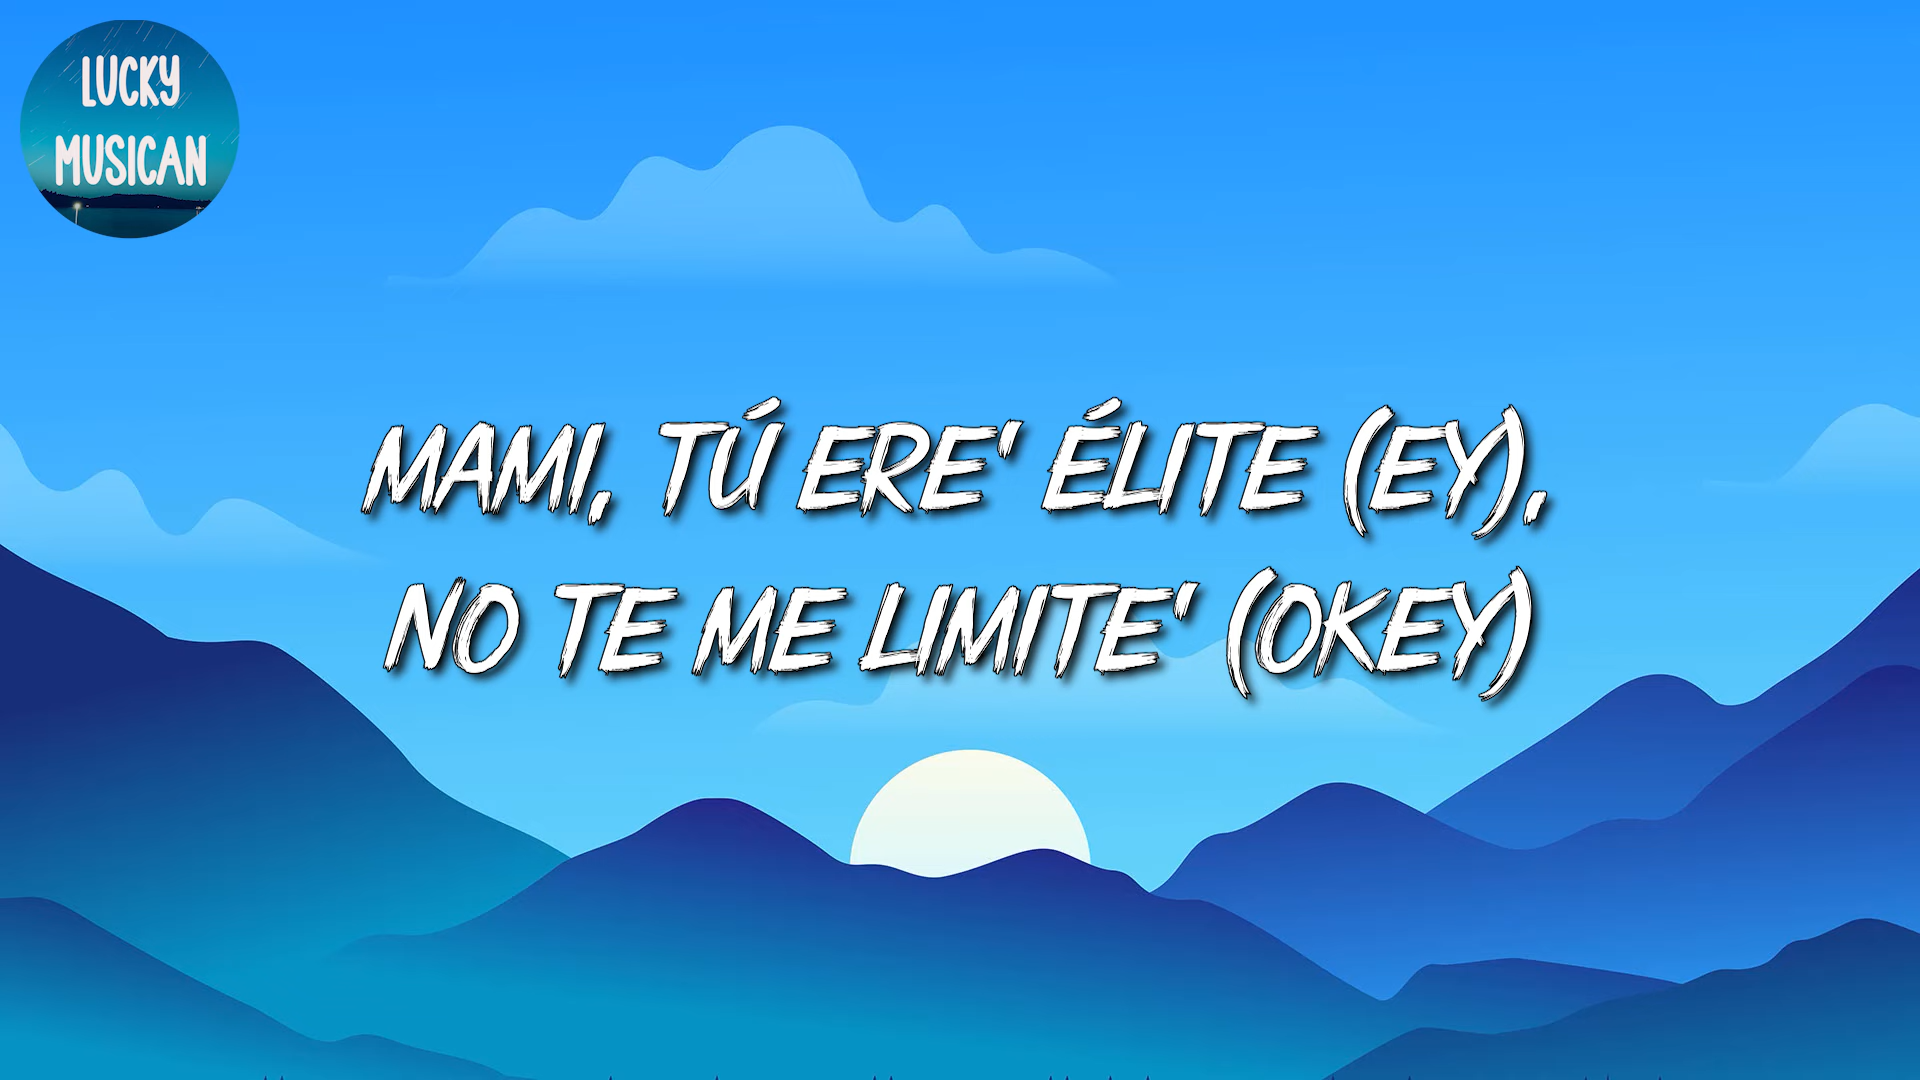 LUCKY
MUSICAN
MAMI, TÚ ERE' ÉLITE (EY),
NO TE ME LIMITE' (OKEY)